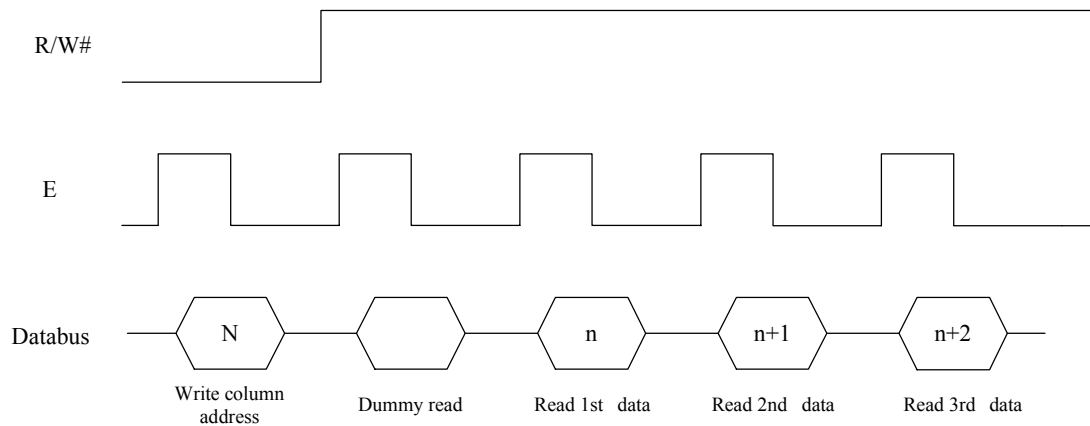 R/W#
E
Databus
N
n
n+1
n+2
Write column
address
Dummy read
Read 1st data
Read 2nd data
Read 3rd data